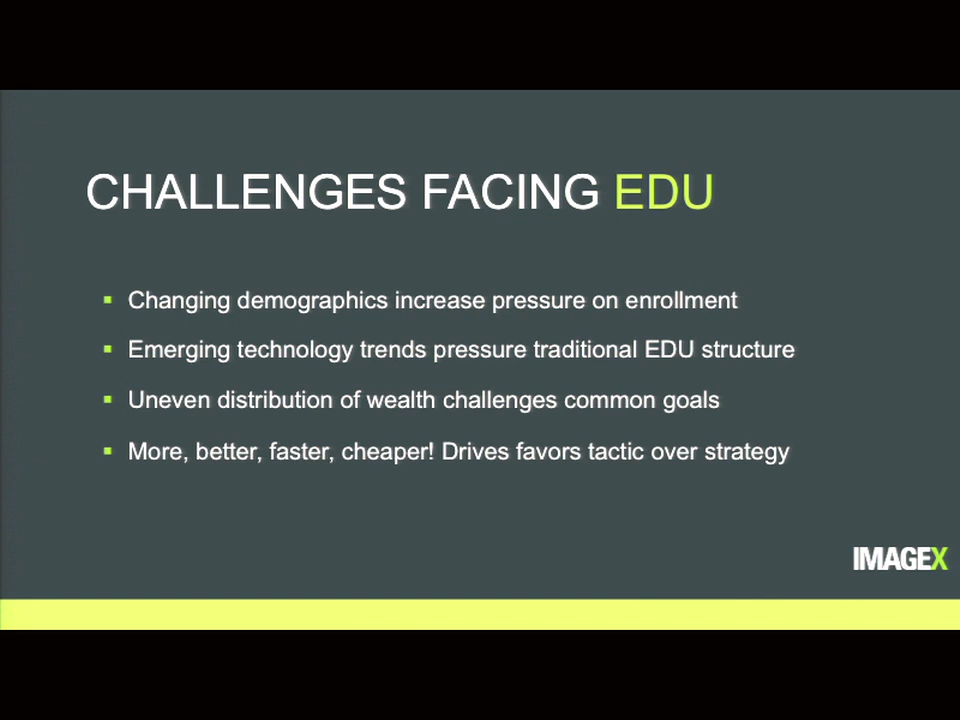 CHALLENGES FACING EDU
Changing demographics increase pressure on enrollment
Emerging technology trends pressure traditional EDU structure
Uneven distribution of wealth challenges common goals
More, better, faster, cheaper! Drives favors tactic over strategy
IMAGEX